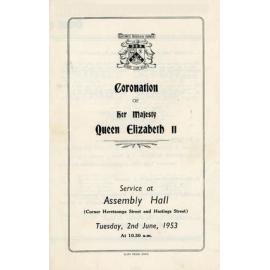 Coronation
OF
Her Majesty
Queen Elizabeth II
Service at
Assembly Hall
(Corner Heretaunga Street and Hastings Street)
Tuesday, 2nd June, 1953
At 10.30 a.m.